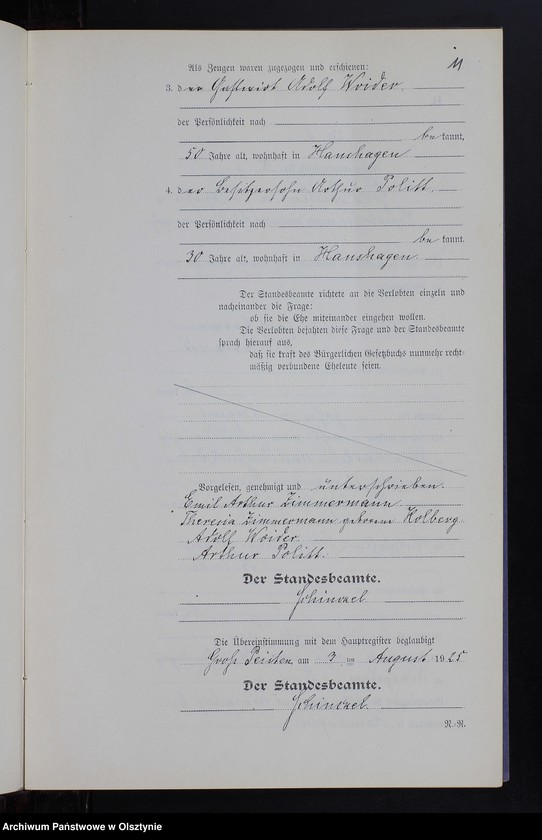 11
Als Zeugen waren zugezogen und erschienen:
3. der Gastwirt Adolf Woider
der Persönlichkeit nach
bekannt,
50 Jahre alt, wohnhaft in Hanshagen
4. der Besitzersohn Arthur Politt
der Persönlichkeit nach
bekannt.
30 Jahre alt, wohnhaft in Hanshagen.
Der Standesbeamte richtete an die Verlobten einzeln und
nacheinander die Frage:
ob sie die Ehe miteinander eingehen wollen.
Die Verlobten bejahten diese Frage und der Standesbeamte
sprach hierauf aus,
daß sie kraft des Bürgerlichen Gesetzbuchs nunmehr recht-
mäßig verbundene Eheleute seien.
Vorgelesen, genehmigt und unterschrieben.
Emil Arthur Zimmermann
Theresia Zimmermann geborene Kolberg.
Adolf Woider.
Arthur Politt.
Der Standesbeamte.
Schinzel
Die Übereinstimmung mit dem Hauptregister beglaubigt
Groß Peisten, am 3 ten August 1925
Der Standesbeamte.
Schinzel.
N.-R.
Archiwum Państwowe w Olsztynie